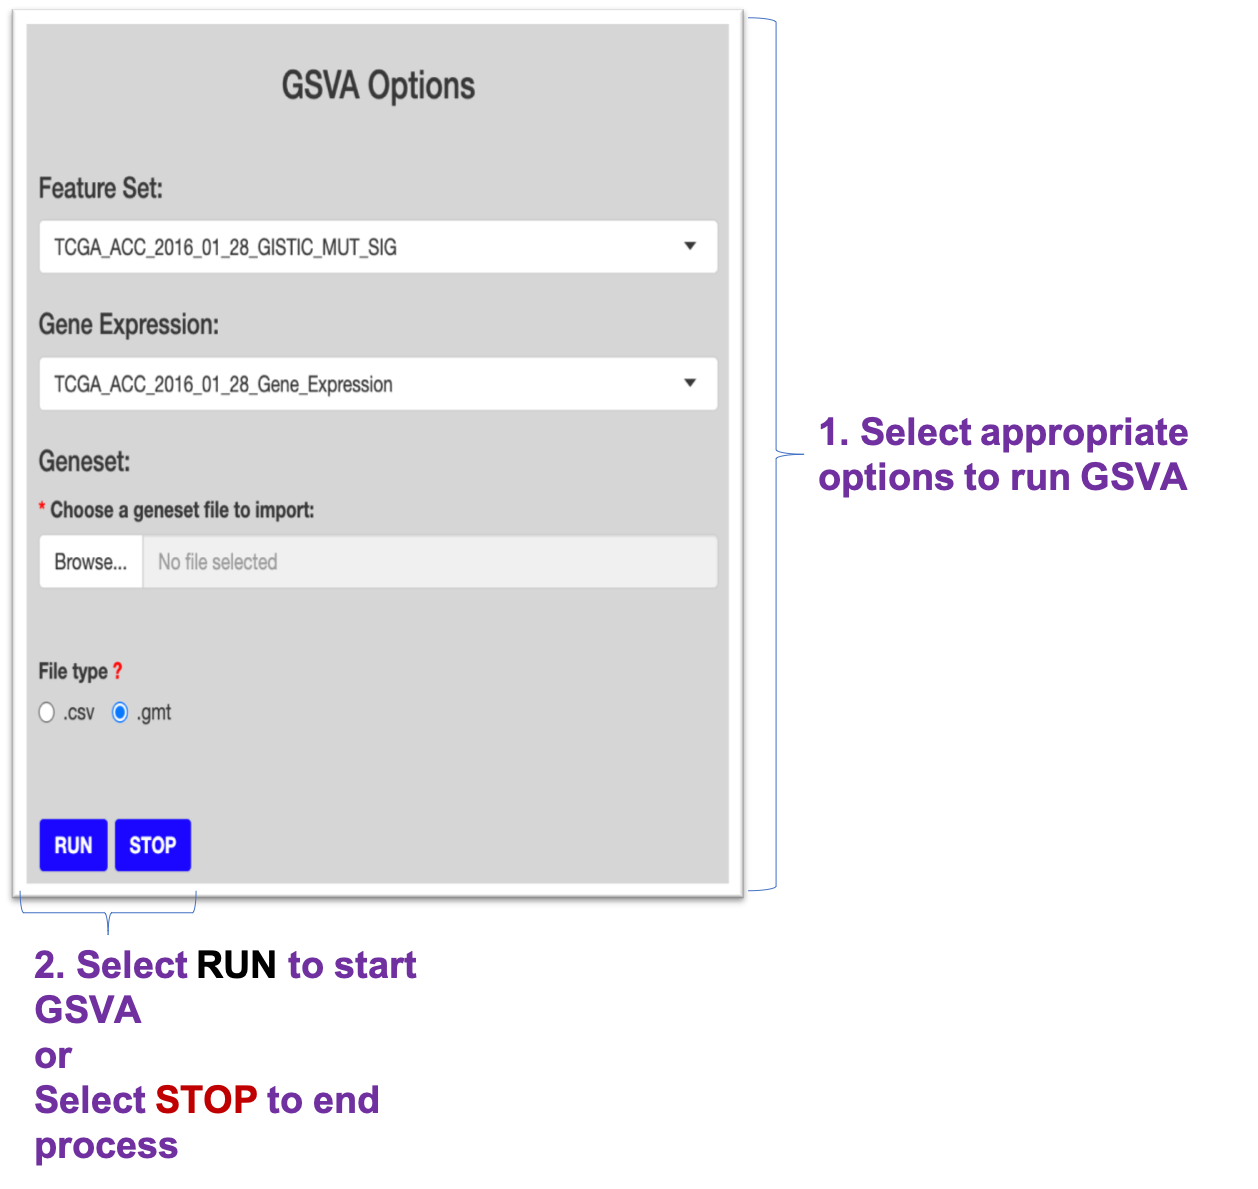 GSVA Options
Feature Set:
TCGA_ACC_2016_01_28_GISTIC_MUT_SIG
Gene Expression:
TCGA_ACC_2016_01_28_Gene_Expression
Geneset:
* Choose a geneset file to import:
Browse... No file selected
File type ?
.csv .gmt
RUN STOP
1. Select appropriate
options to run GSVA
2. Select RUN to start
GSVA
or
Select STOP to end
process